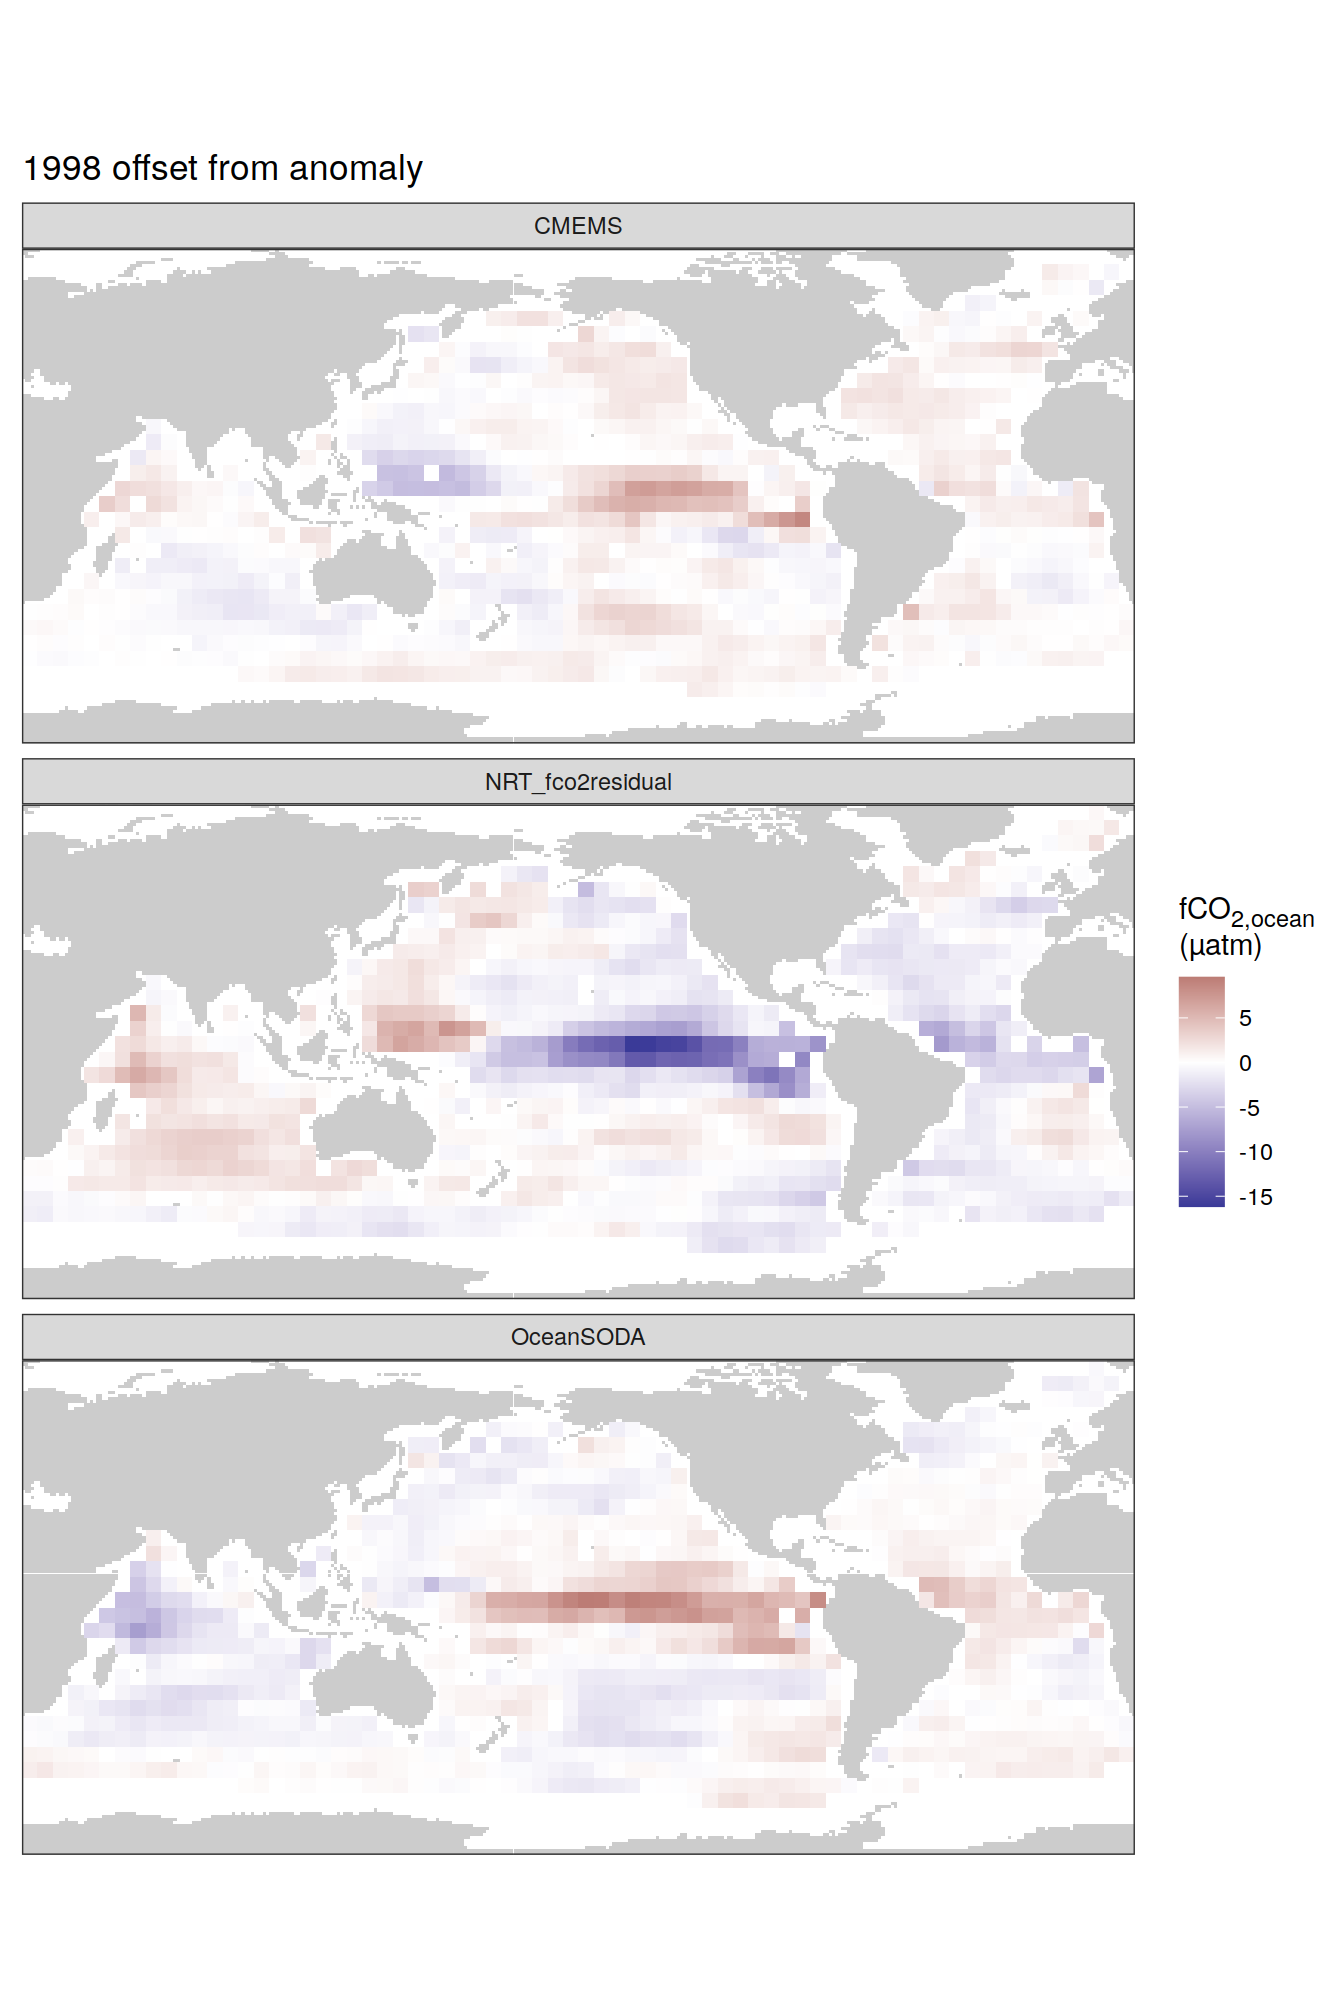 1998 offset from anomaly
CMEMS
NRT_fco2residual
OceanSODA
fCO2,ocean
(µatm)
5
0
-5
-10
-15